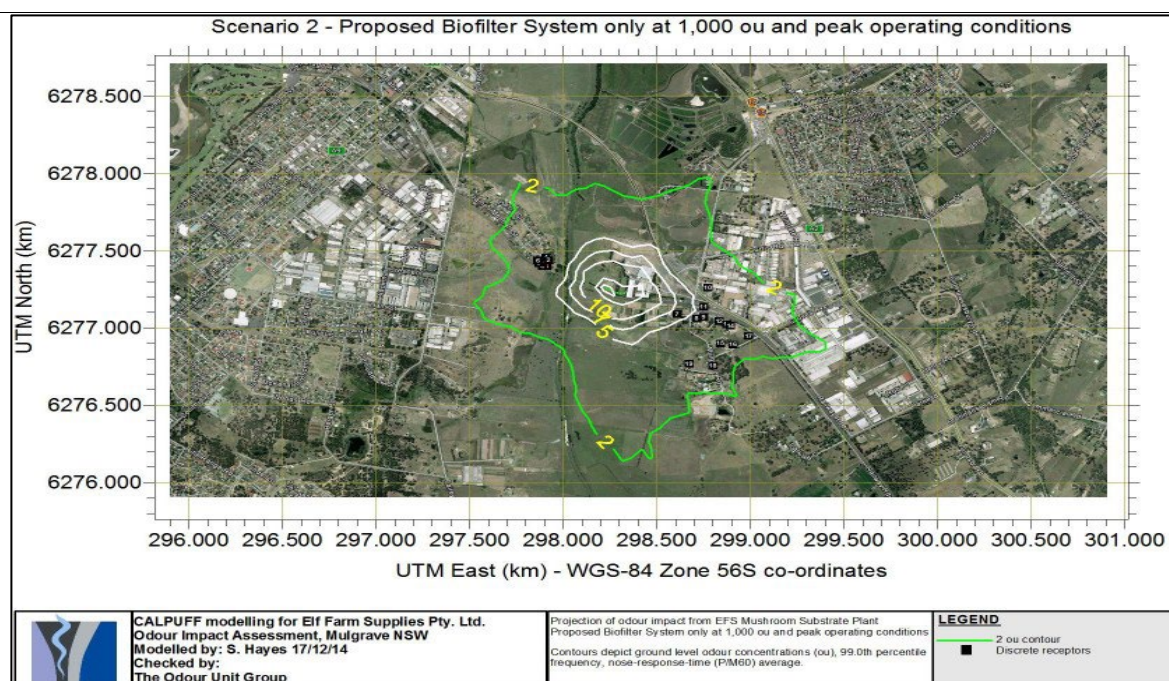 Scenario 2 - Proposed Biofilter System only at 1,000 ou and peak operating conditions
6278.500
6278.000
6277.500
6277.000
6276.500
6276.000
UTM North (km)
2
2
2
2
10
5
7
10
11
15
16
17
296.000 296.500 297.000 297.500 298.000 298.500 299.000 299.500 300.000 300.500 301.000
UTM East (km) - WGS-84 Zone 56S co-ordinates
CALPUFF modelling for Elf Farm Supplies Pty. Ltd.
Odour Impact Assessment, Mulgrave NSW
Modelled by: S. Hayes 17/12/14
Checked by:
The Odour Unit Group
Projection of odour impact from EFS Mushroom Substrate Plant
Proposed Biofilter System only at 1,000 ou and peak operating conditions
Contours depict ground level odour concentrations (ou), 99.0th percentile
frequency, nose-response-time (P/M60) average.
LEGEND
2 ou contour
Discrete receptors